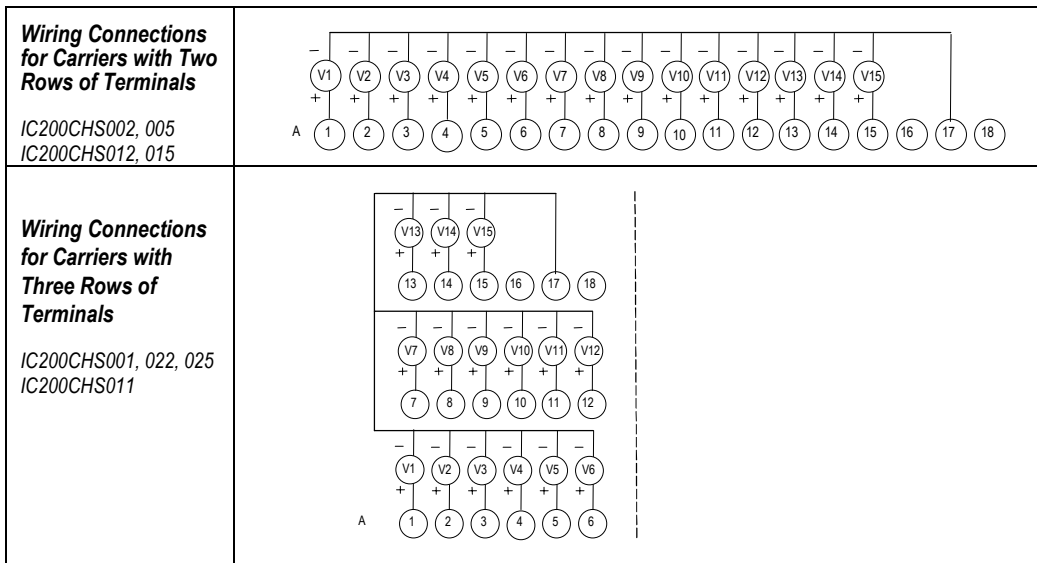 Wiring Connections
for Carriers with Two
Rows of Terminals
IC200CHS002, 005
IC200CHS012, 015
– – – – – – – – – – – – – – –
V1 V2 V3 V4 V5 V6 V7 V8 V9 V10 V11 V12 V13 V14 V15
+ + + + + + + + + + + + + + +
A 1 2 3 4 5 6 7 8 9 10 11 12 13 14 15 16 17 18
Wiring Connections
for Carriers with
Three Rows of
Terminals
IC200CHS001, 022, 025
IC200CHS011
– – –
V13 V14 V15
+ + +
13 14 15 16 17 18
– – – – – –
V7 V8 V9 V10 V11 V12
+ + + + + +
7 8 9 10 11 12
– – – – – –
V1 V2 V3 V4 V5 V6
+ + + + + +
A 1 2 3 4 5 6